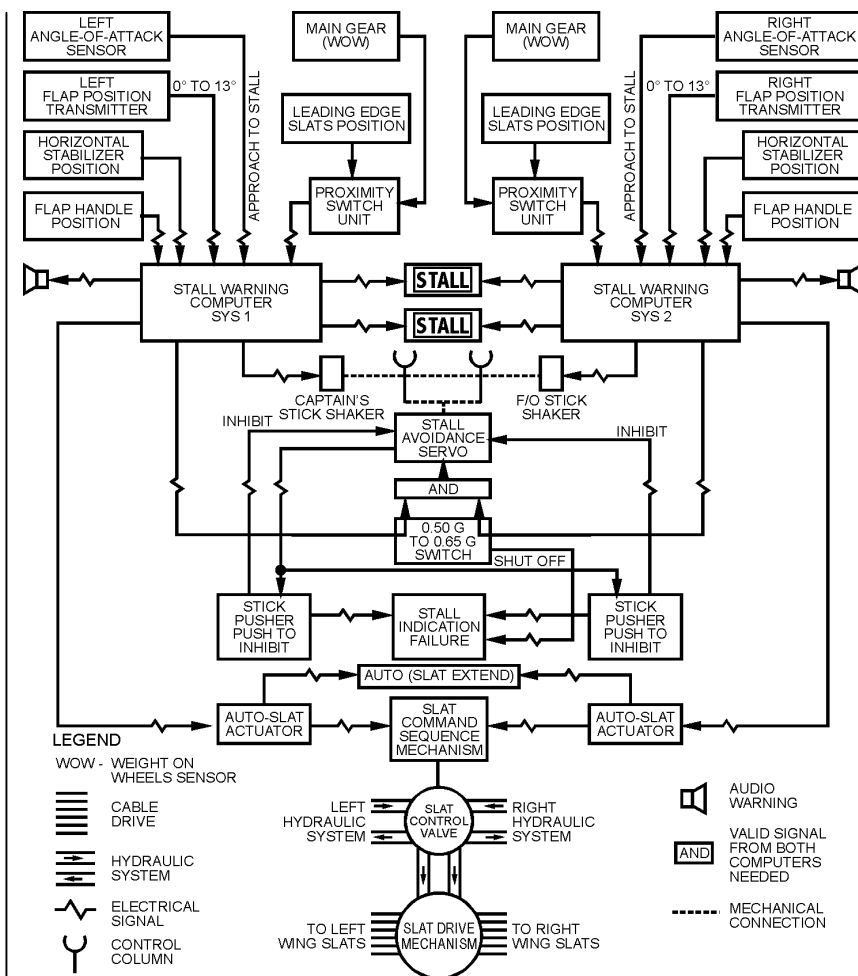 LEFT
ANGLE-OF-ATTACK
SENSOR
MAIN GEAR
(WOW)
MAIN GEAR
(WOW)
RIGHT
ANGLE-OF-ATTACK
SENSOR
LEFT
FLAP POSITION
TRANSMITTER
0° TO 13°
APPROACH TO STALL
LEADING EDGE
SLATS POSITION
LEADING EDGE
SLATS POSITION
APPROACH TO STALL
0° TO 13°
RIGHT
FLAP POSITION
TRANSMITTER
HORIZONTAL
STABILIZER
POSITION
HORIZONTAL
STABILIZER
POSITION
PROXIMITY
SWITCH
UNIT
PROXIMITY
SWITCH
UNIT
FLAP HANDLE
POSITION
FLAP HANDLE
POSITION
STALL WARNING
COMPUTER
SYS 1
STALL
STALL
STALL WARNING
COMPUTER
SYS 2
CAPTAIN'S
STICK SHAKER
F/O STICK
SHAKER
INHIBIT
STALL
AVOIDANCE
SERVO
INHIBIT
AND
0.50 G
TO 0.65 G
SWITCH
SHUT OFF
STICK
PUSHER
PUSH TO
INHIBIT
STALL
INDICATION
FAILURE
STICK
PUSHER
PUSH TO
INHIBIT
AUTO (SLAT EXTEND)
AUTO-SLAT
ACTUATOR
SLAT
COMMAND
SEQUENCE
MECHANISM
AUTO-SLAT
ACTUATOR
LEGEND
WOW - WEIGHT ON
WHEELS SENSOR
CABLE
DRIVE
HYDRAULIC
SYSTEM
ELECTRICAL
SIGNAL
CONTROL
COLUMN
LEFT
HYDRAULIC
SYSTEM
SLAT
CONTROL
VALVE
RIGHT
HYDRAULIC
SYSTEM
TO LEFT
WING SLATS
SLAT DRIVE
MECHANISM
TO RIGHT
WING SLATS
AUDIO
WARNING
AND
VALID SIGNAL
FROM BOTH
COMPUTERS
NEEDED
MECHANICAL
CONNECTION